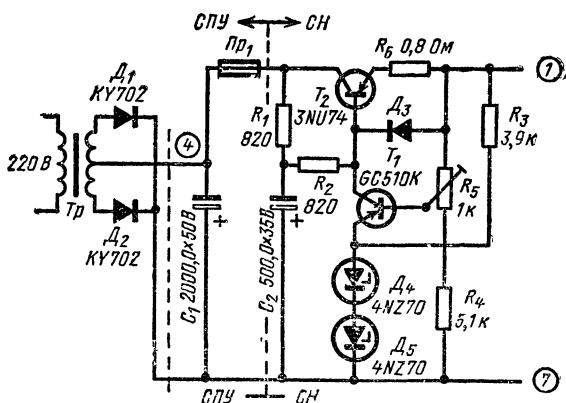 СПУ СН
Д1
KY702
220 В
Тр
Д2
KY702
4
Пр1
R1
820
C1 2000,0×50В
+
R2
820
C2 500,0×35В
+
T2
3NU74
R6 0,8 Ом
Д3
T1
GC510K
R5
1к
R3
3,9к
R4
5,1к
Д4
4NZ70
Д5
4NZ70
1
7
СПУ СН